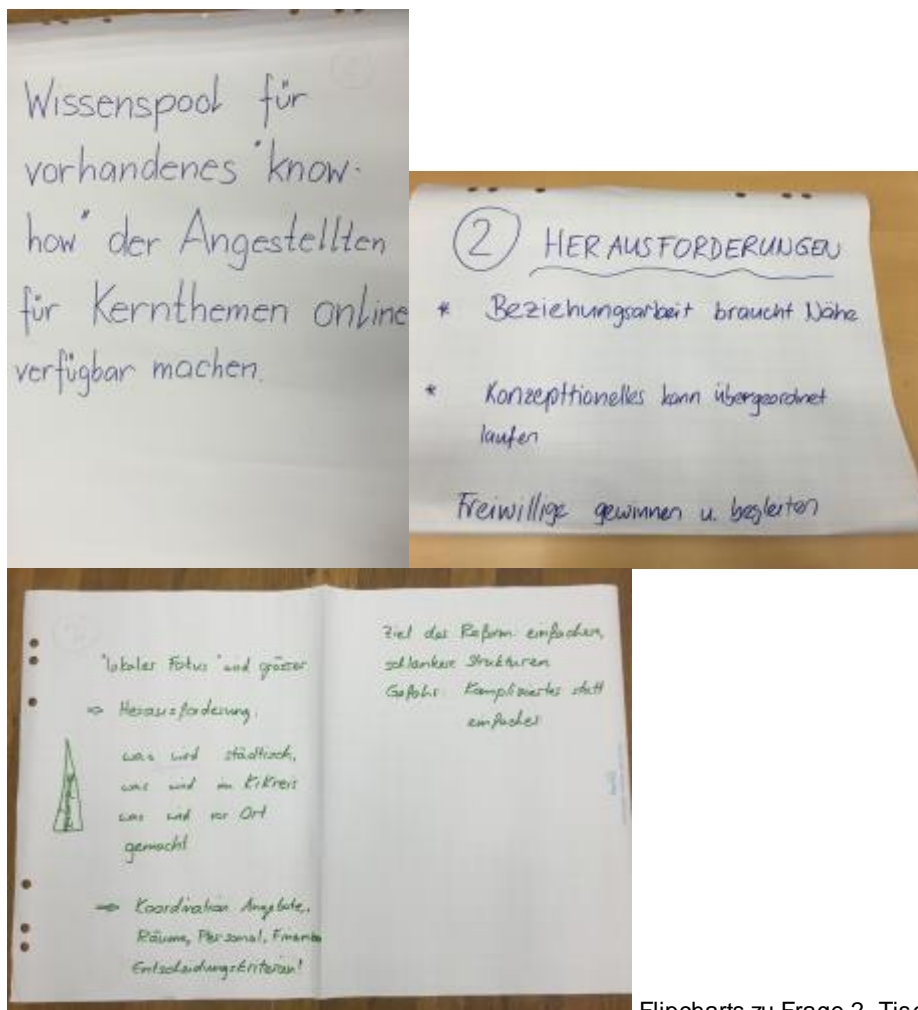 Wissenspool für
vorhandenes "know-
how" der Angestellten
für Kernthemen online
verfügbar machen.
2 HERAUSFORDERUNGEN
* Beziehungsarbeit braucht Nähe
* Konzepttionelles kann übergeordnet
laufen
Freiwillige gewinnen u. begleiten
"lokaler Fokus" und grösser
⇒ Herausforderung,
was wird städtisch,
was wird im KiKreis
was wird vor Ort
gemacht
⇒ Koordination Angebote,
Räume, Personal, Finanzen
Entscheidungskriterien!
Ziel der Reform einfachere,
schlankere Strukturen
Gefahr: Kompliziertes statt
einfacher
Flipcharts zu Frage 2